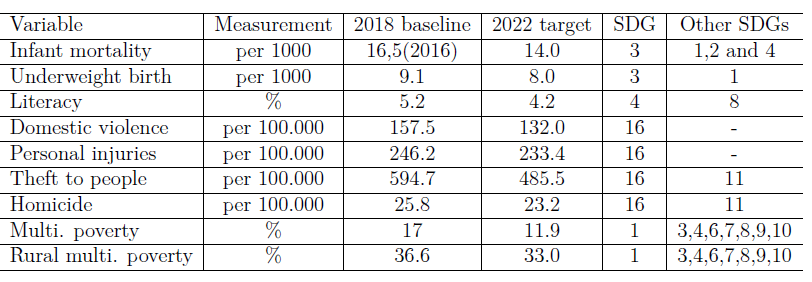 Variable Measurement 2018 baseline 2022 target SDG Other SDGs
Infant mortality per 1000 16,5(2016) 14.0 3 1,2 and 4
Underweight birth per 1000 9.1 8.0 3 1
Literacy % 5.2 4.2 4 8
Domestic violence per 100.000 157.5 132.0 16 -
Personal injuries per 100.000 246.2 233.4 16 -
Theft to people per 100.000 594.7 485.5 16 11
Homicide per 100.000 25.8 23.2 16 11
Multi. poverty % 17 11.9 1 3,4,6,7,8,9,10
Rural multi. poverty % 36.6 33.0 1 3,4,6,7,8,9,10